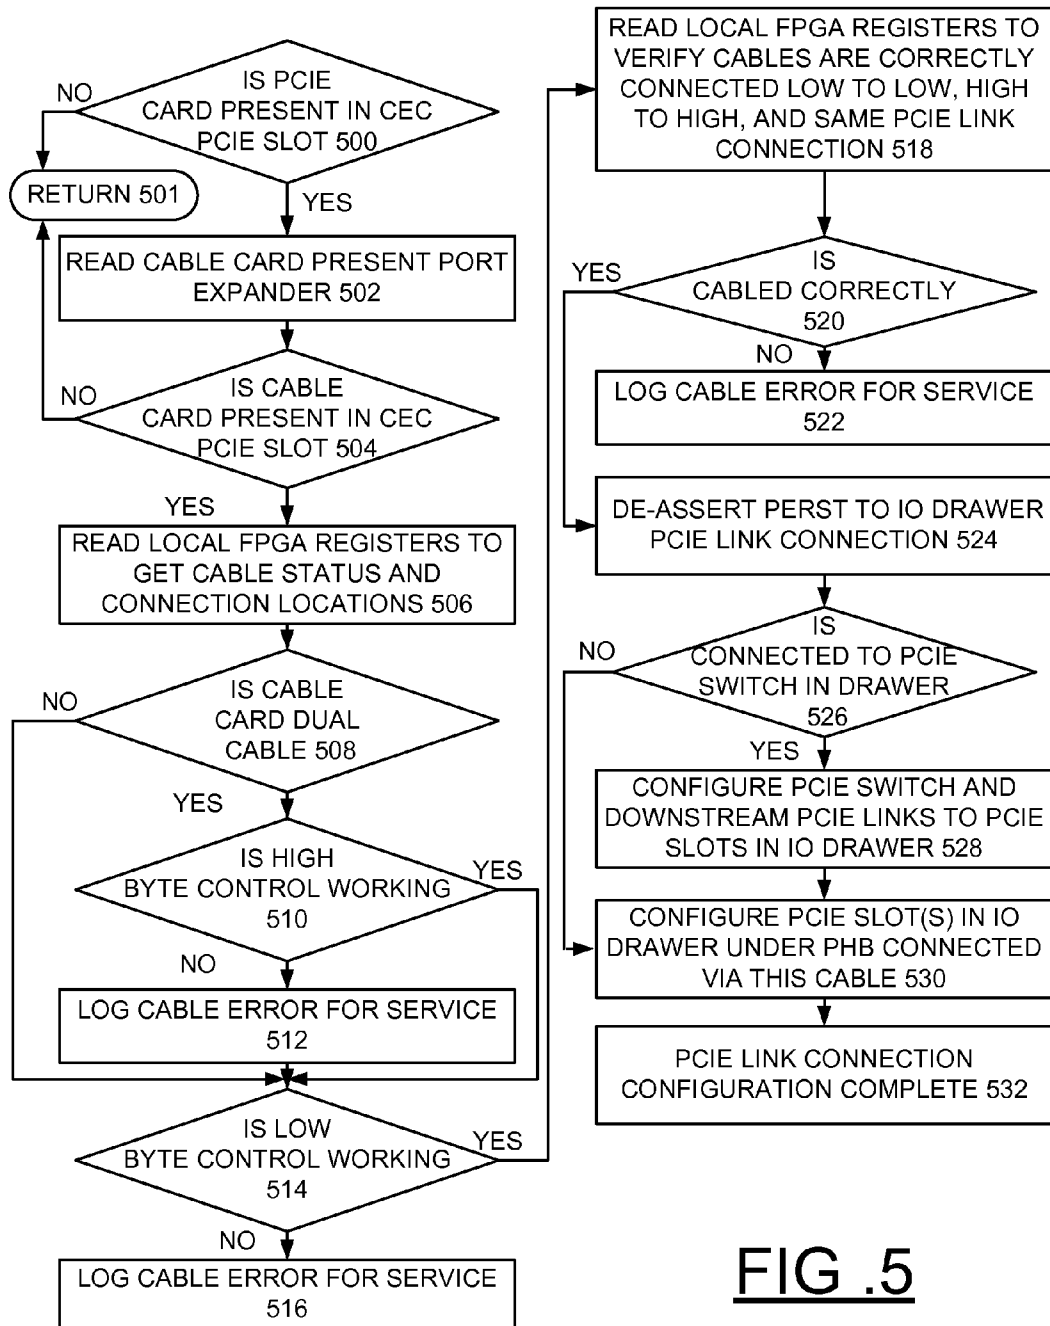 IS PCIE
CARD PRESENT IN CEC
PCIE SLOT 500
NO
RETURN 501
YES
READ CABLE CARD PRESENT PORT
EXPANDER 502
IS CABLE
CARD PRESENT IN CEC
PCIE SLOT 504
NO
YES
READ LOCAL FPGA REGISTERS TO
GET CABLE STATUS AND
CONNECTION LOCATIONS 506
IS CABLE
CARD DUAL
CABLE 508
NO
YES
IS HIGH
BYTE CONTROL WORKING
510
YES
NO
LOG CABLE ERROR FOR SERVICE
512
IS LOW
BYTE CONTROL WORKING
514
YES
NO
LOG CABLE ERROR FOR SERVICE
516
READ LOCAL FPGA REGISTERS TO
VERIFY CABLES ARE CORRECTLY
CONNECTED LOW TO LOW, HIGH
TO HIGH, AND SAME PCIE LINK
CONNECTION 518
IS
CABLED CORRECTLY
520
YES
NO
LOG CABLE ERROR FOR SERVICE
522
DE-ASSERT PERST TO IO DRAWER
PCIE LINK CONNECTION 524
IS
CONNECTED TO PCIE
SWITCH IN DRAWER
526
NO
YES
CONFIGURE PCIE SWITCH AND
DOWNSTREAM PCIE LINKS TO PCIE
SLOTS IN IO DRAWER 528
CONFIGURE PCIE SLOT(S) IN IO
DRAWER UNDER PHB CONNECTED
VIA THIS CABLE 530
PCIE LINK CONNECTION
CONFIGURATION COMPLETE 532
FIG .5